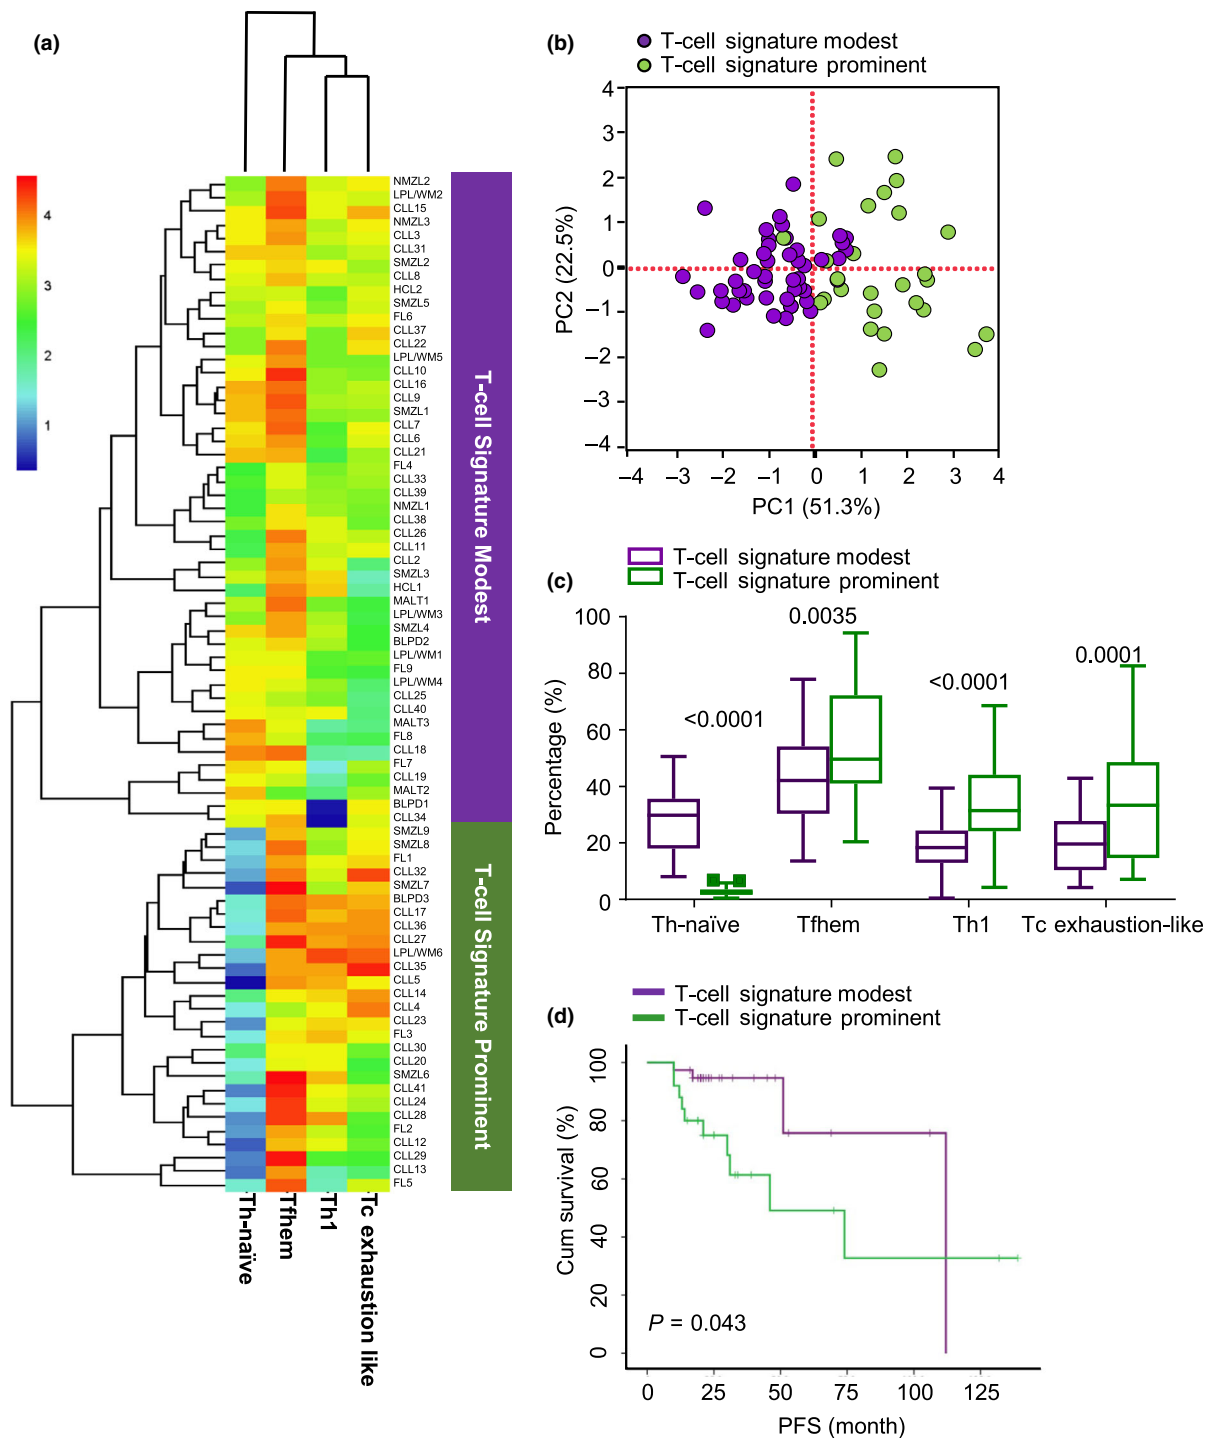 (a)
4
3
2
1
NMZL2
LPL/WM2
CLL15
NMZL3
CLL3
CLL31
SMZL2
CLL8
HCL2
SMZL5
FL6
CLL37
CLL22
LPL/WM5
CLL10
CLL16
CLL9
SMZL1
CLL7
CLL6
CLL21
FL4
CLL33
CLL39
NMZL1
CLL38
CLL26
CLL11
CLL2
SMZL3
HCL1
MALT1
LPL/WM3
SMZL4
BLPD2
LPL/WM1
FL9
LPL/WM4
CLL25
CLL40
MALT3
FL8
CLL18
FL7
CLL19
MALT2
BLPD1
CLL34
SMZL9
SMZL8
FL1
CLL32
SMZL7
BLPD3
CLL17
CLL36
CLL27
LPL/WM6
CLL35
CLL5
CLL14
CLL4
CLL23
FL3
CLL30
CLL20
SMZL6
CLL41
CLL24
CLL28
FL2
CLL12
CLL29
CLL13
FL5
T-cell Signature Modest
T-cell Signature Prominent
Th-naïve
Tfhem
Th1
Tc exhaustion like
(b)
T-cell signature modest
T-cell signature prominent
4
3
2
1
0
−1
−2
−3
−4
PC2 (22.5%)
−4 −3 −2 −1 0 1 2 3 4
PC1 (51.3%)
(c)
T-cell signature modest
T-cell signature prominent
100
80
60
40
20
0
Percentage (%)
<0.0001
0.0035
<0.0001
0.0001
Th-naïve Tfhem Th1 Tc exhaustion-like
(d)
T-cell signature modest
T-cell signature prominent
100
80
60
40
20
0
Cum survival (%)
P = 0.043
0 25 50 75 100 125
PFS (month)